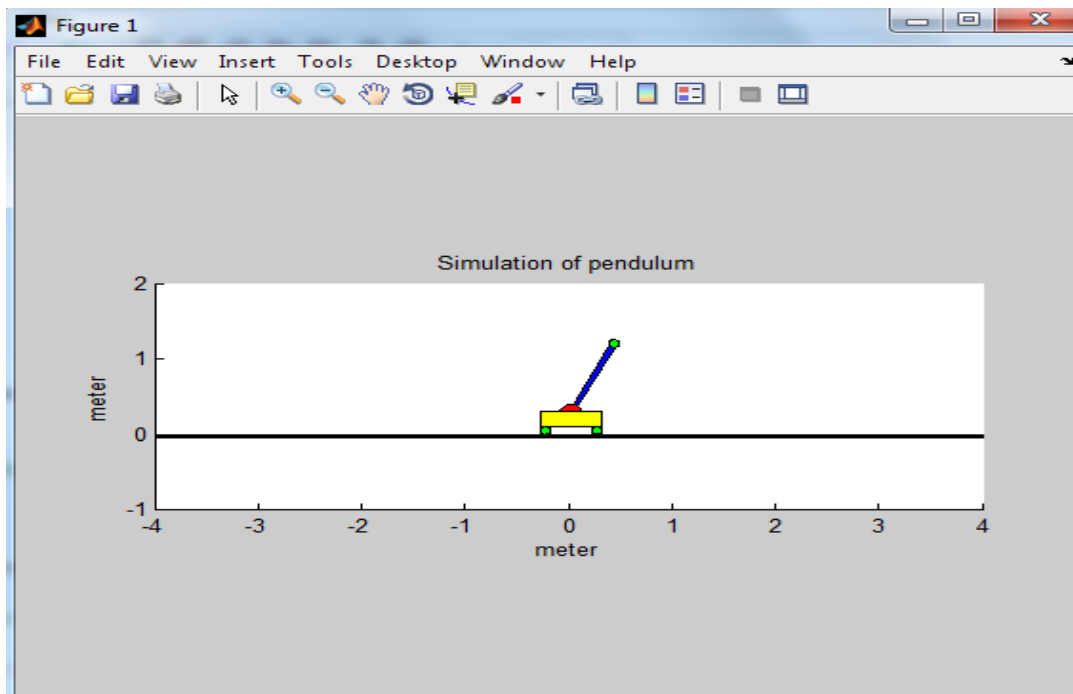 Figure 1
File Edit View Insert Tools Desktop Window Help
Simulation of pendulum
2
1
0
-1
meter
-4 -3 -2 -1 0 1 2 3 4
meter